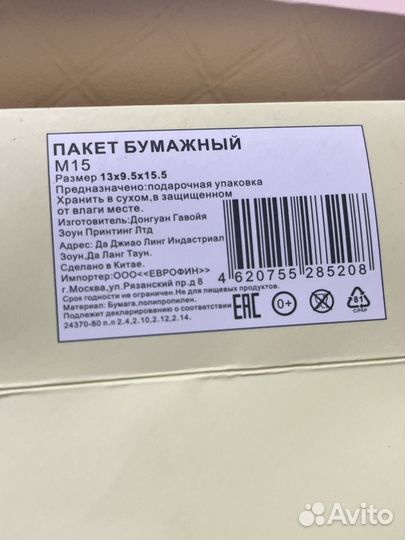 ПАКЕТ БУМАЖНЫЙ
M15
Размер 13x9.5x15.5
Предназначено:подарочная упаковка
Хранить в сухом,в защищенном
от влаги месте.
Изготовитель:Донгуан Гавойя
Зоун Принтинг Лтд
Адрес: Да Джиао Линг Индастриал
Зоун,Да Ланг Таун.
Сделано в Китае.
Импортер:ООО<<ЕВРОФИН>>
г.Москва,ул.Рязанский пр.д 8
Срок годности не ограничен.Не для пищевых продуктов.
Материал: Бумага,полипропилен.
Подлежит декларированию о соответствии
24370-80 п.п 2.4,2.10,2.12,2.14.
4 620755 285208
EAC
0+
81
C/PAP
Avito